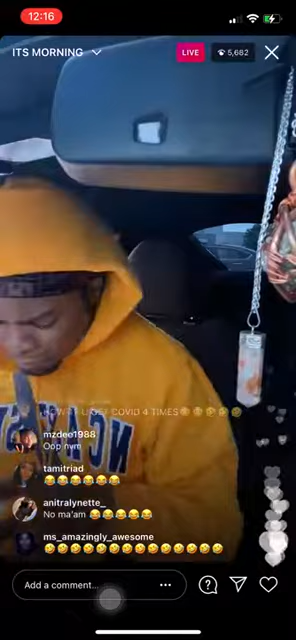 12:16
ITS MORNING
LIVE
5,682
COVID 4 TIMES
mzdee1988
Oop nvm
tamitriad
anitralynette_
No ma'am
ms_amazingly_awesome
Add a comment...